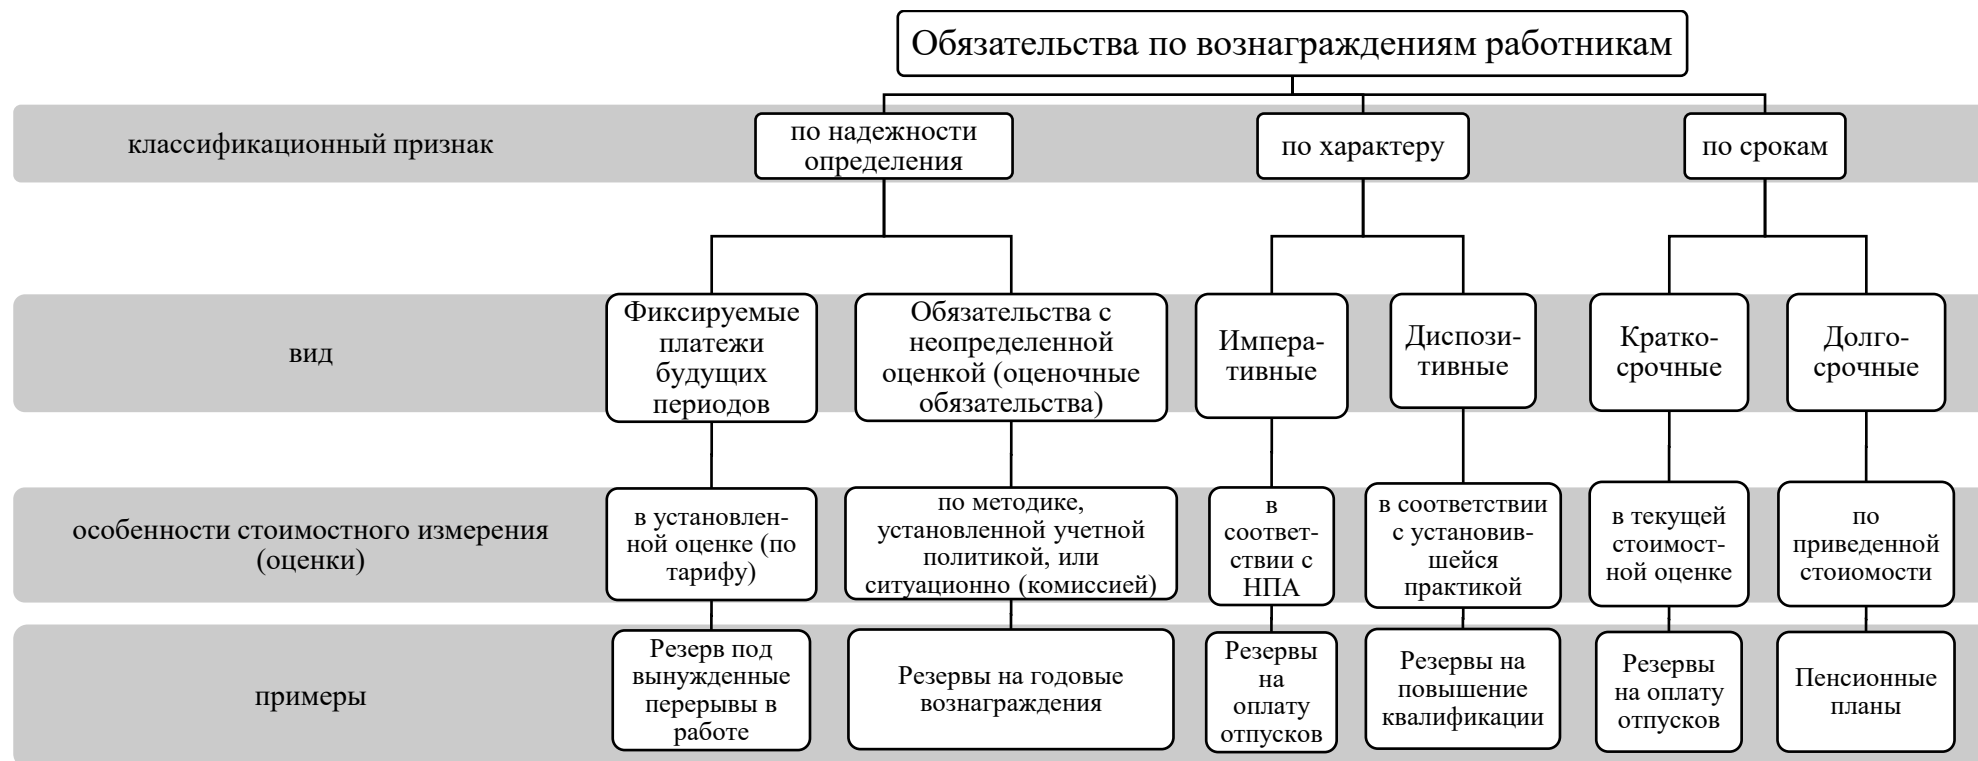 Обязательства по вознаграждениям работникам
классификационный признак
по надежности
определения
по характеру
по срокам
вид
Фиксируемые
платежи
будущих
периодов
Обязательства с
неопределенной
оценкой (оценочные
обязательства)
Импера-
тивные
Диспози-
тивные
Кратко-
срочные
Долго-
срочные
особенности стоимостного измерения
(оценки)
в установлен-
ной оценке (по
тарифу)
по методике,
установленной учетной
политикой, или
ситуационно (комиссией)
в
соответ-
ствии с
НПА
в соответствии
с установив-
шейся
практикой
в текущей
стоимост-
ной оценке
по
приведенной
стоиомости
примеры
Резерв под
вынужденные
перерывы в
работе
Резервы на годовые
вознаграждения
Резервы
на
оплату
отпусков
Резервы на
повышение
квалификации
Резервы
на оплату
отпусков
Пенсионные
планы